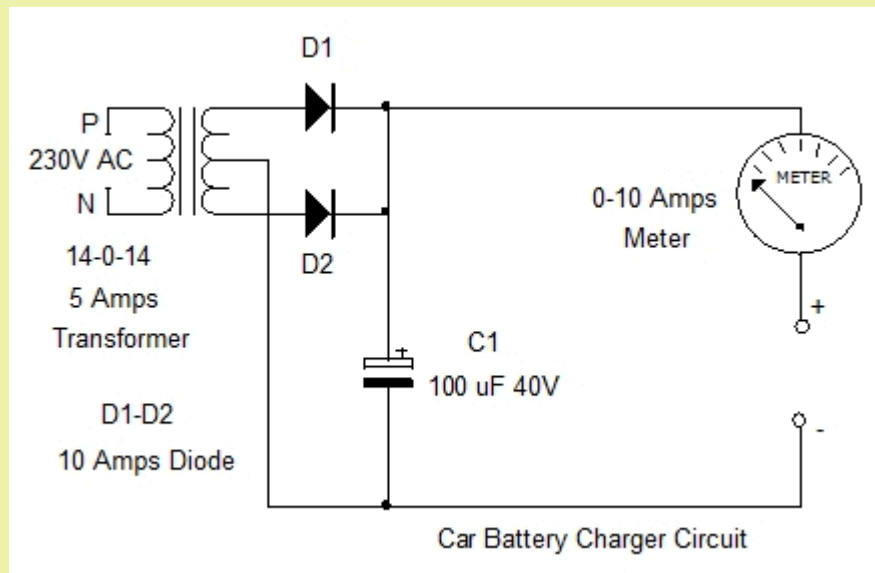 D1
P
230V AC
N
D2
14-0-14
5 Amps
Transformer
D1-D2
10 Amps Diode
+
C1
100 uF 40V
METER
0-10 Amps
Meter
+
-
Car Battery Charger Circuit